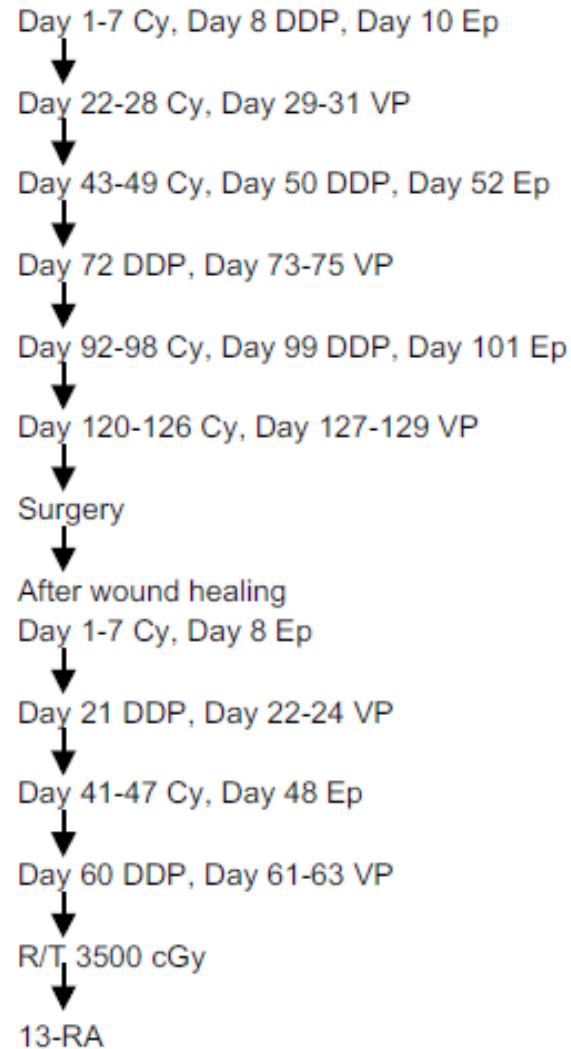 Day 1-7 Cy, Day 8 DDP, Day 10 Ep
Day 22-28 Cy, Day 29-31 VP
Day 43-49 Cy, Day 50 DDP, Day 52 Ep
Day 72 DDP, Day 73-75 VP
Day 92-98 Cy, Day 99 DDP, Day 101 Ep
Day 120-126 Cy, Day 127-129 VP
Surgery
After wound healing
Day 1-7 Cy, Day 8 Ep
Day 21 DDP, Day 22-24 VP
Day 41-47 Cy, Day 48 Ep
Day 60 DDP, Day 61-63 VP
R/T 3500 cGy
13-RA